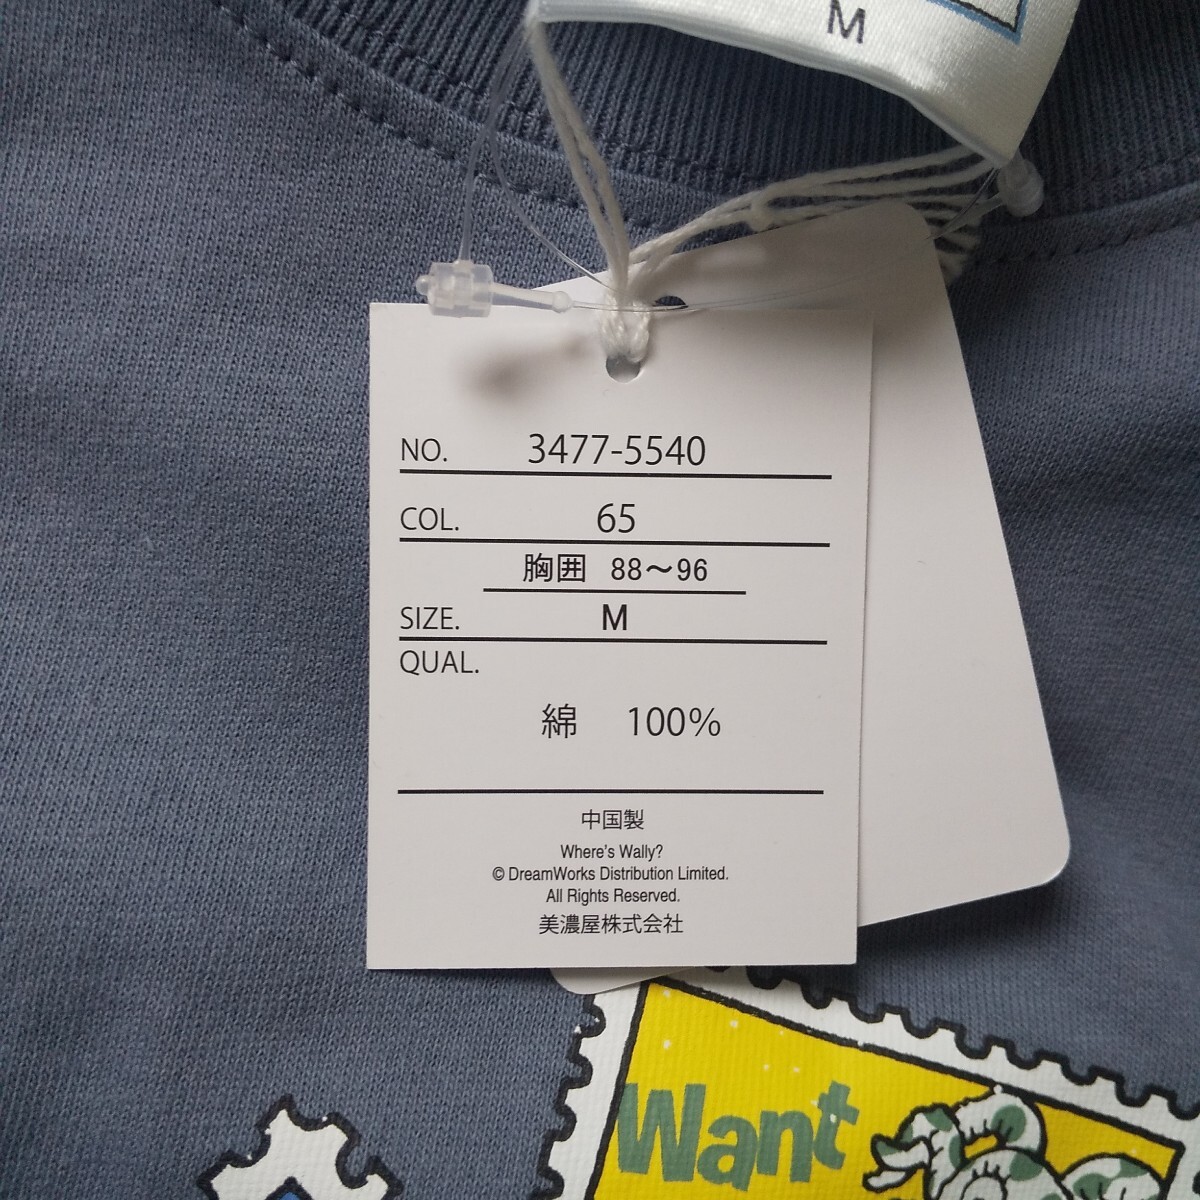 M
NO. 3477-5540
COL. 65
胸囲 88〜96
SIZE. M
QUAL.
綿 100%
中国製
Where's Wally?
© DreamWorks Distribution Limited.
All Rights Reserved.
美濃屋株式会社
Want